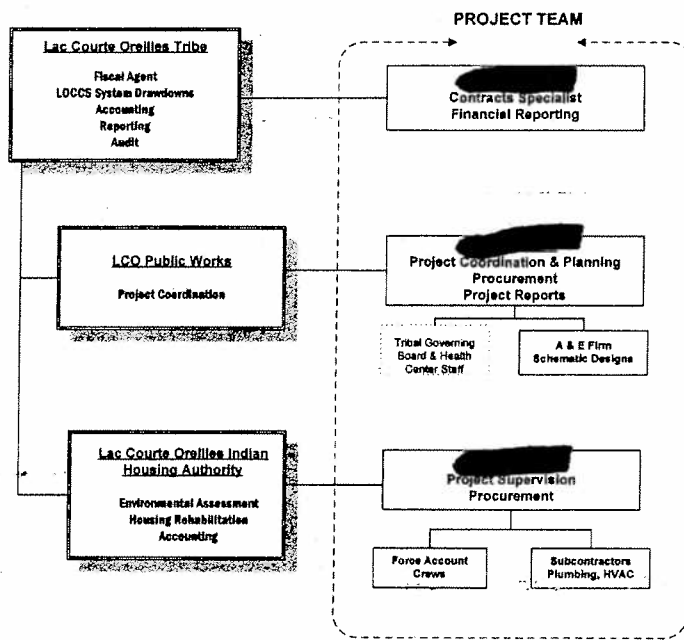 PROJECT TEAM
Lac Courte Oreilles Tribe
Fiscal Agent
LOCCS System Drawdowns
Accounting
Reporting
Audit
Contracts Specialist
Financial Reporting
LCO Public Works
Project Coordination
Project Coordination & Planning
Procurement
Project Reports
Tribal Governing
Board & Health
Center Staff
A & E Firm
Schematic Designs
Lac Courte Oreilles Indian
Housing Authority
Environmental Assessment
Housing Rehabilitation
Accounting
Project Supervision
Procurement
Force Account
Crews
Subcontractors
Plumbing, HVAC